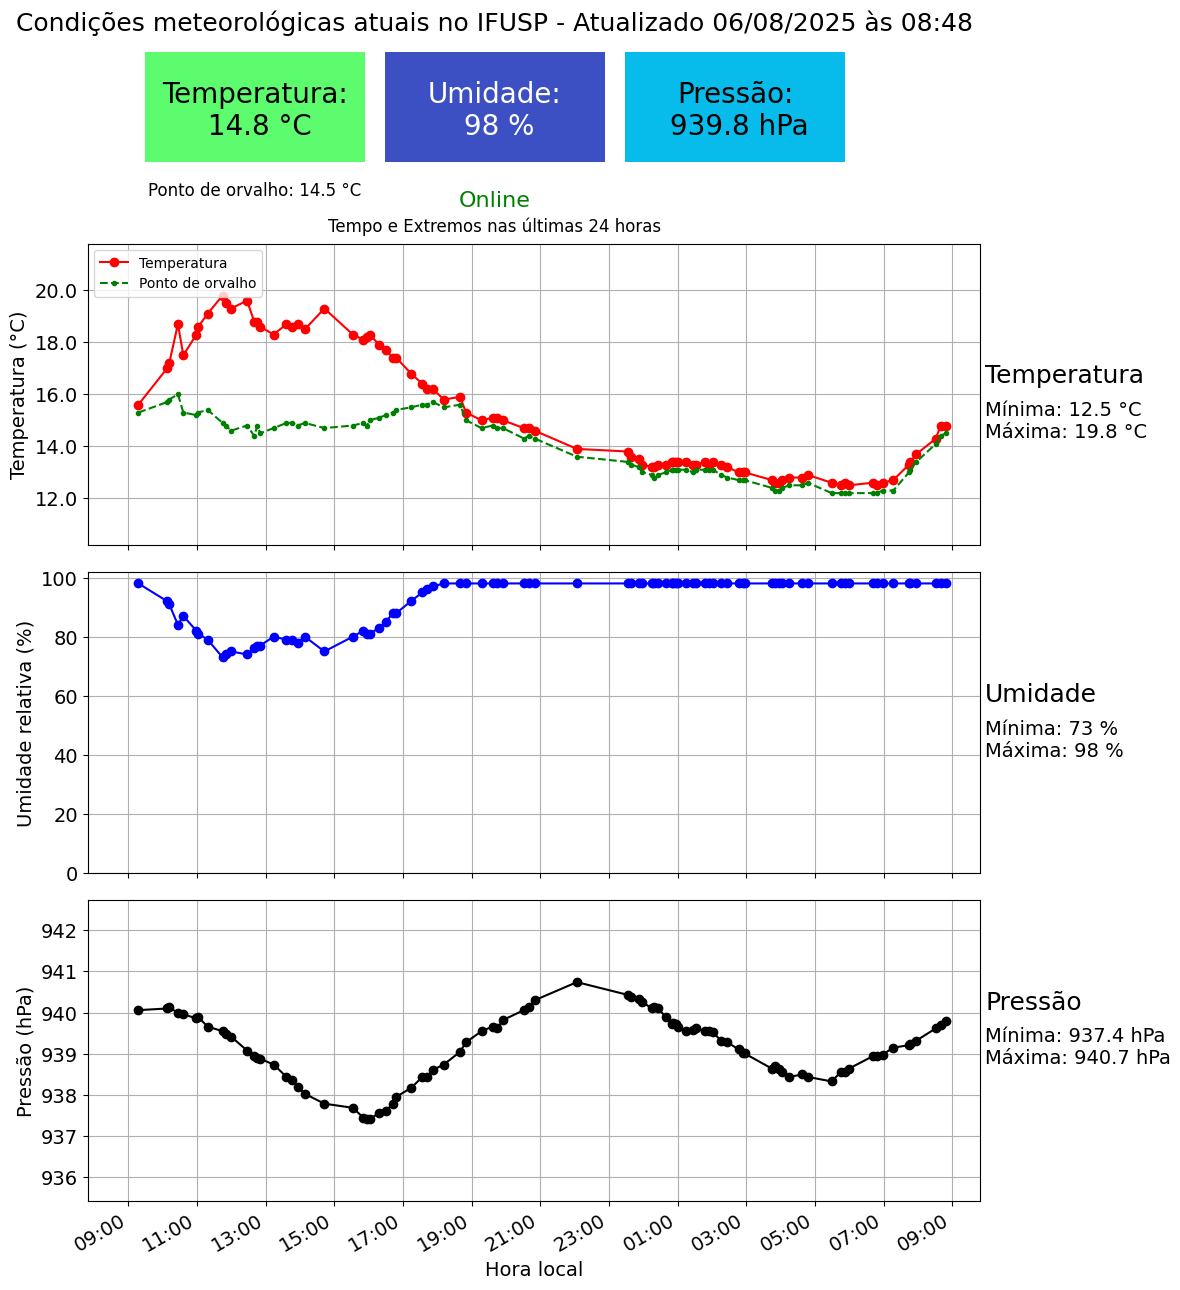 Condições meteorológicas atuais no IFUSP - Atualizado 06/08/2025 às 08:48
Temperatura:
14.8 °C
Umidade:
98 %
Pressão:
939.8 hPa
Ponto de orvalho: 14.5 °C
Online
Tempo e Extremos nas últimas 24 horas
Temperatura
Ponto de orvalho
Temperatura (°C)
20.0
18.0
16.0
14.0
12.0
Temperatura
Mínima: 12.5 °C
Máxima: 19.8 °C
Umidade relativa (%)
100
80
60
40
20
0
Umidade
Mínima: 73 %
Máxima: 98 %
Pressão (hPa)
942
941
940
939
938
937
936
Pressão
Mínima: 937.4 hPa
Máxima: 940.7 hPa
09:00
11:00
13:00
15:00
17:00
19:00
21:00
23:00
01:00
03:00
05:00
07:00
09:00
Hora local